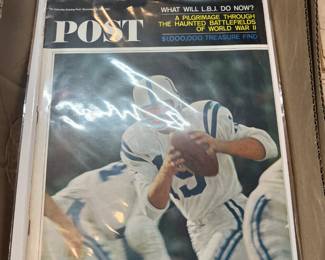 WHAT WILL L.B.J. DO NOW?
A PILGRIMAGE THROUGH
THE HAUNTED BATTLEFIELDS
OF WORLD WAR II
$1,000,000 TREASURE FIND
POST
19